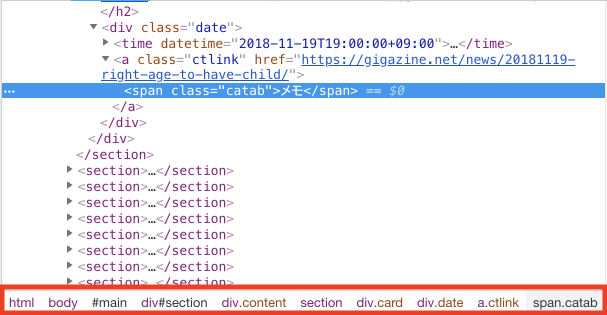 </h2>
▼<div class="date">
▶<time datetime="2018-11-19T19:00:00+09:00">…</time>
▼<a class="ctlink" href="https://gigazine.net/news/20181119-
right-age-to-have-child/">
…<span class="catab">メモ</span> == $0
</a>
</div>
</div>
</section>
▶<section>…</section>
▶<section>…</section>
▶<section>…</section>
▶<section>…</section>
▶<section>…</section>
▶<section>…</section>
▶<section>…</section>
▶<section>…</section>
html body #main div#section div.content section div.card div.date a.ctlink span.catab